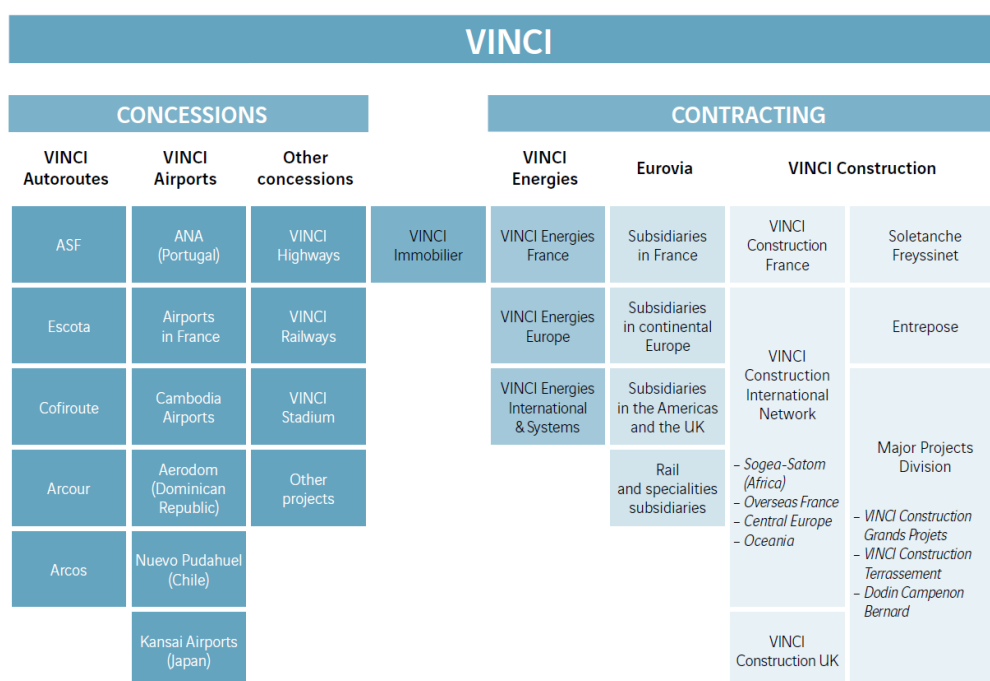 VINCI
CONCESSIONS
CONTRACTING
VINCI
Autoroutes
VINCI
Airports
Other
concessions
VINCI
Energies
Eurovia
VINCI Construction
ASF
Escota
Cofiroute
Arcour
Arcos
ANA
(Portugal)
Airports
in France
Cambodia
Airports
Aerodom
(Dominican
Republic)
Nuevo Pudahuel
(Chile)
Kansai Airports
(Japan)
VINCI
Highways
VINCI
Railways
VINCI
Stadium
Other
projects
VINCI
Immobilier
VINCI Energies
France
VINCI Energies
Europe
VINCI Energies
International
& Systems
Subsidiaries
in France
Subsidiaries
in continental
Europe
Subsidiaries
in the Americas
and the UK
Rail
and specialities
subsidiaries
VINCI
Construction
France
VINCI
Construction
International
Network
– Sogea-Satom
(Africa)
– Overseas France
– Central Europe
– Oceania
VINCI
Construction UK
Soletanche
Freyssinet
Entrepose
Major Projects
Division
– VINCI Construction
Grands Projets
– VINCI Construction
Terrassement
– Dodin Campenon
Bernard